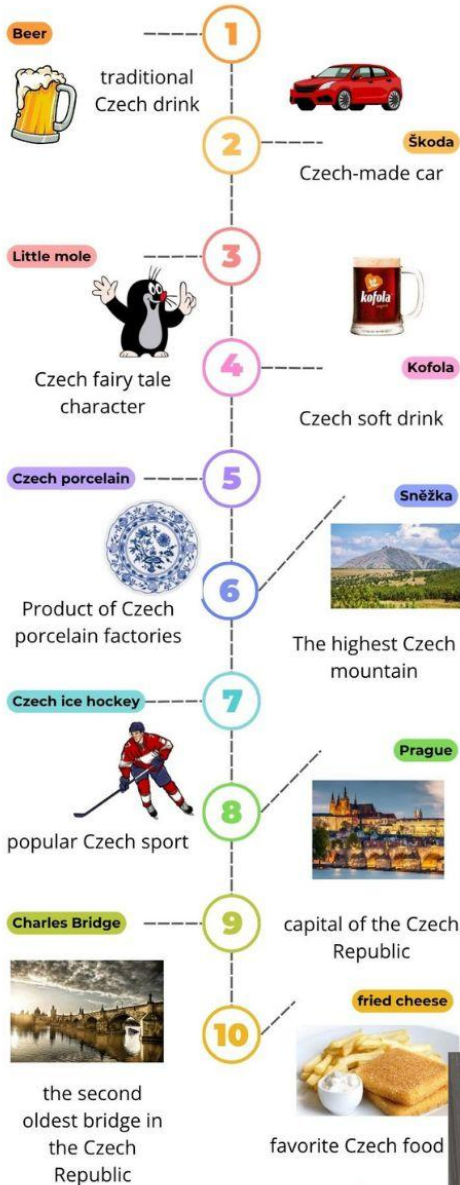 Beer
1
traditional
Czech drink
2
Škoda
Czech-made car
Little mole
3
kofola
Czech fairy tale
character
4
Kofola
Czech soft drink
Czech porcelain
5
Sněžka
Product of Czech
porcelain factories
6
The highest Czech
mountain
Czech ice hockey
7
Prague
popular Czech sport
8
Charles Bridge
9
capital of the Czech
Republic
fried cheese
10
the second
oldest bridge in
the Czech
Republic
favorite Czech food